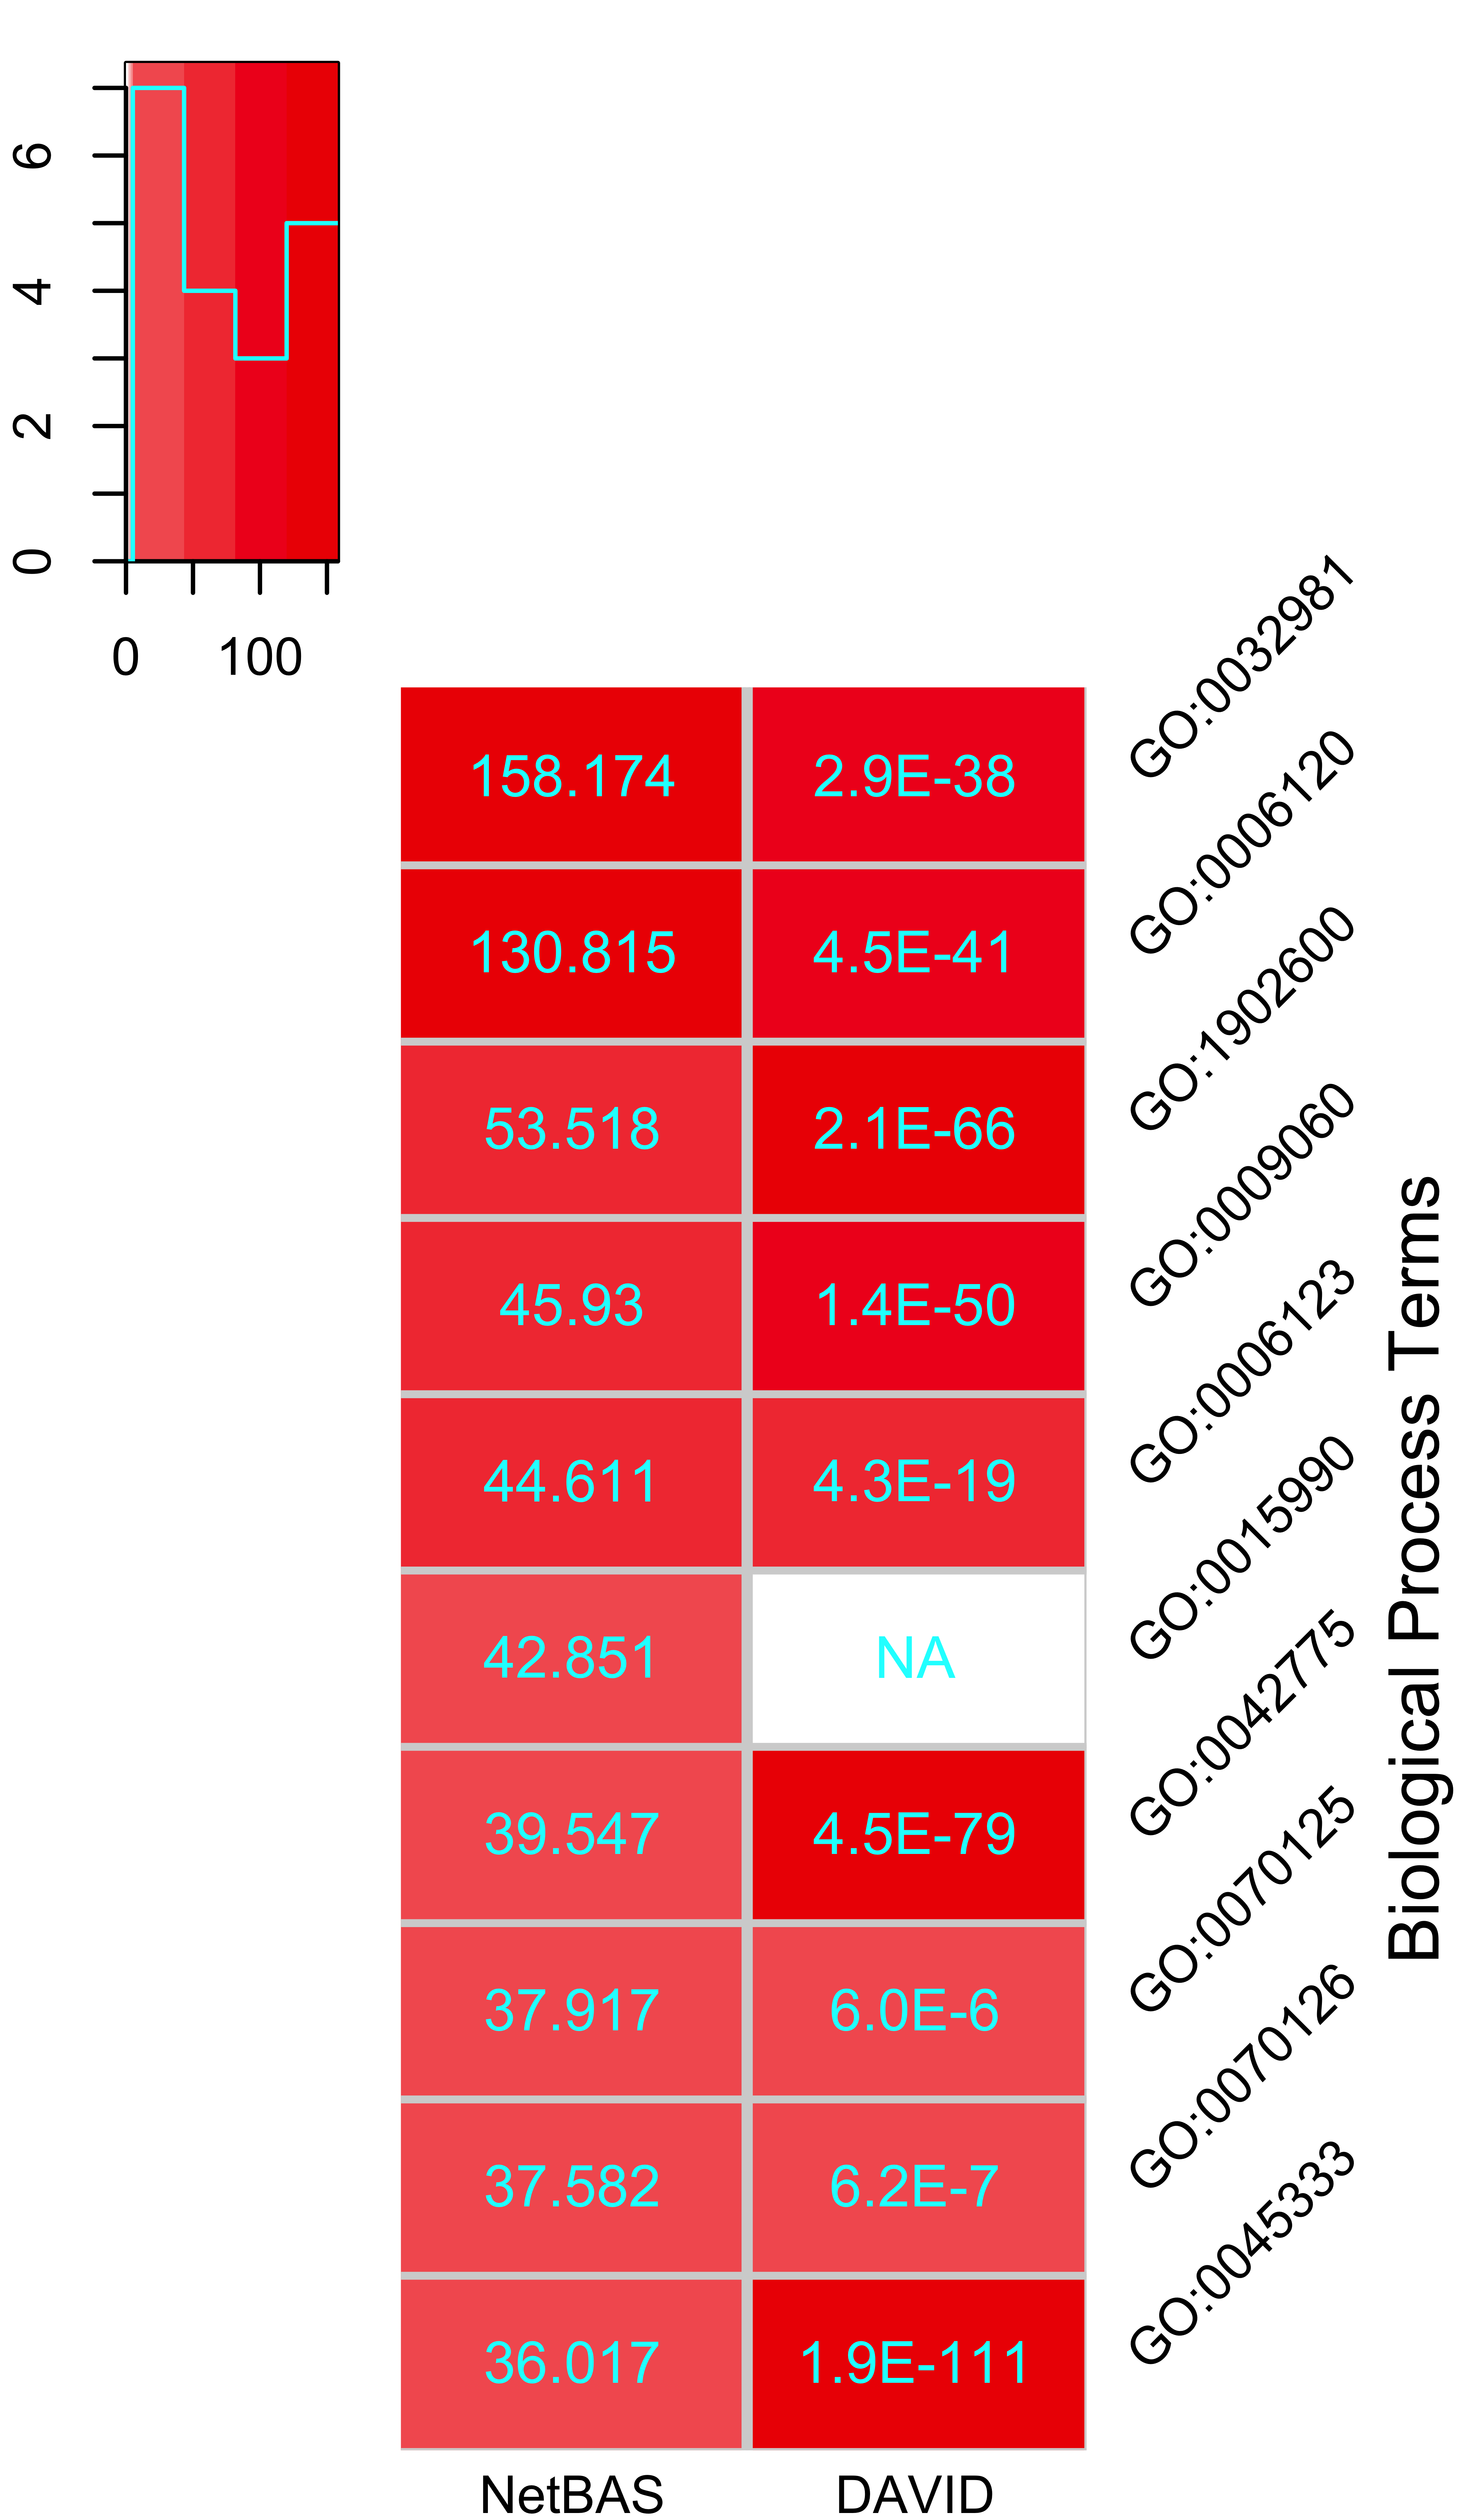 6
4
2
0
0 100
158.174 2.9E-38 GO:0032981
130.815 4.5E-41 GO:0006120
53.518 2.1E-66 GO:1902600
45.93 1.4E-50 GO:0009060
44.611 4.3E-19 GO:0006123
42.851 NA GO:0015990
39.547 4.5E-79 GO:0042775
37.917 6.0E-6 GO:0070125
37.582 6.2E-7 GO:0070126
36.017 1.9E-111 GO:0045333
Biological Process Terms
NetBAS DAVID